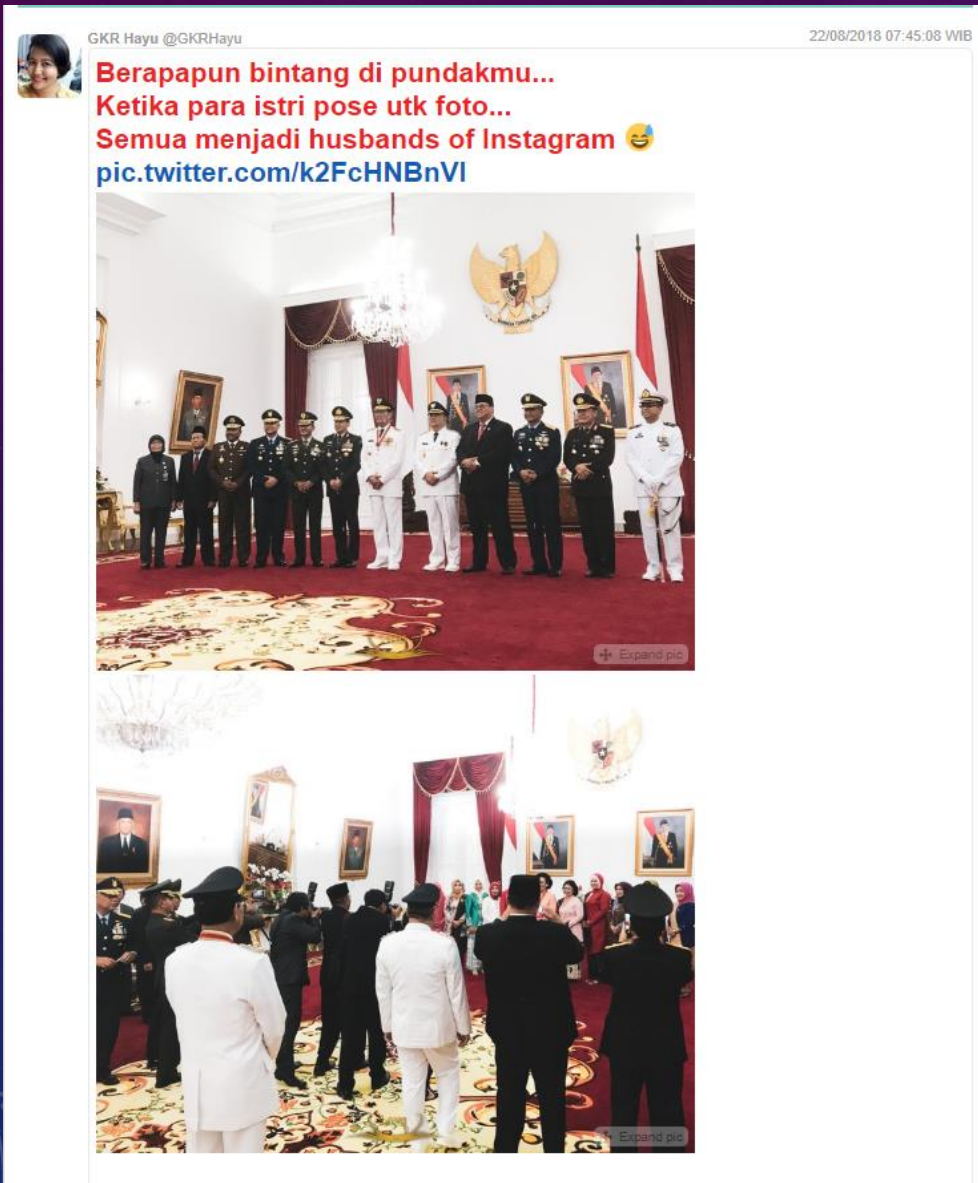 GKR Hayu @GKRHayu
22/08/2018 07:45:08 WIB
Berapapun bintang di pundakmu...
Ketika para istri pose utk foto...
Semua menjadi husbands of Instagram 😅
pic.twitter.com/k2FcHNBnVl
Expand pic
Expand pic